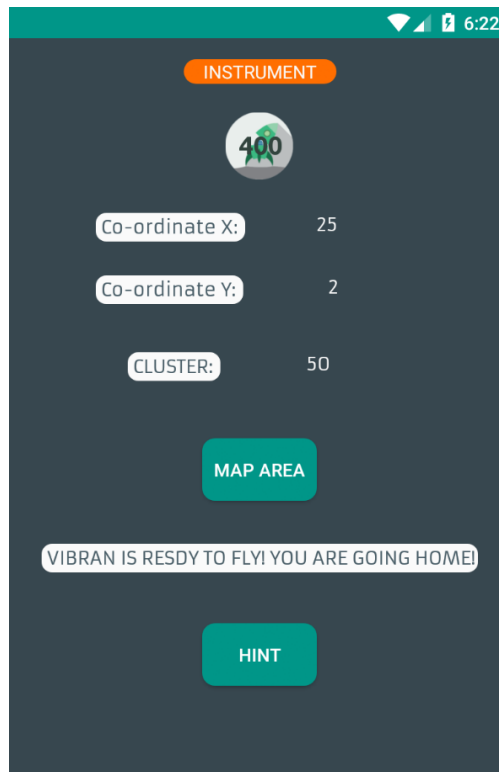 6:22
INSTRUMENT
400
Co-ordinate X: 25
Co-ordinate Y: 2
CLUSTER: 50
MAP AREA
VIBRAN IS RESDY TO FLY! YOU ARE GOING HOME!
HINT